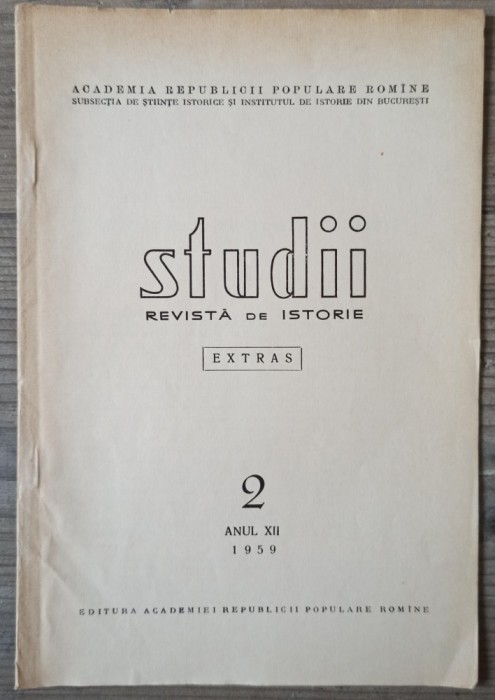 ACADEMIA REPUBLICII POPULARE ROMÎNE
SUBSECȚIA DE ȘTIINȚE ISTORICE ȘI INSTITUTUL DE ISTORIE DIN BUCUREȘTI
studii
REVISTĂ DE ISTORIE
EXTRAS
2
ANUL XII
1959
EDITURA ACADEMIEI REPUBLICII POPULARE ROMÎNE